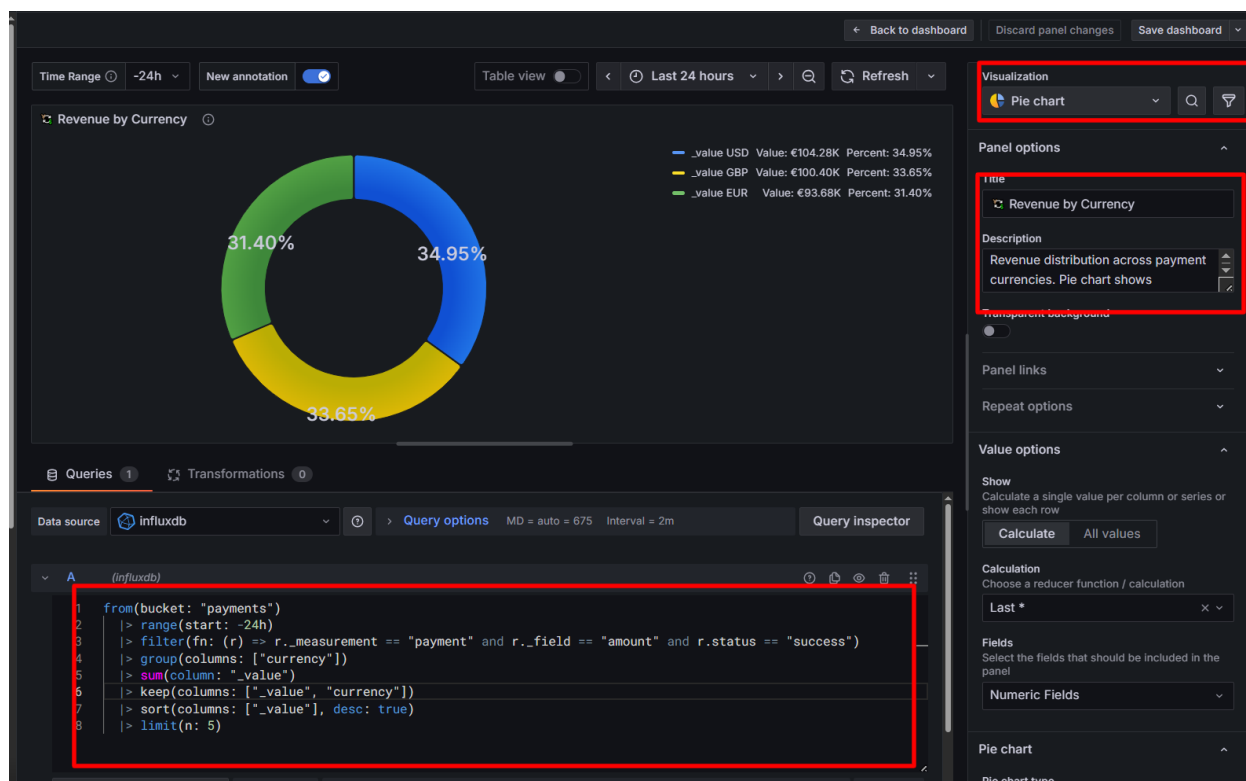 ← Back to dashboard
Discard panel changes
Save dashboard
Time Range
-24h
New annotation
Table view
Last 24 hours
Refresh
Revenue by Currency
_value USD Value: €104.28K Percent: 34.95%
_value GBP Value: €100.40K Percent: 33.65%
_value EUR Value: €93.68K Percent: 31.40%
31.40%
34.95%
33.65%
Queries 1
Transformations 0
Data source
influxdb
Query options MD = auto = 675 Interval = 2m
Query inspector
A (influxdb)
1 from(bucket: "payments")
2 |> range(start: -24h)
3 |> filter(fn: (r) => r._measurement == "payment" and r._field == "amount" and r.status == "success")
4 |> group(columns: ["currency"])
5 |> sum(column: "_value")
6 |> keep(columns: ["_value", "currency"])
7 |> sort(columns: ["_value"], desc: true)
8 |> limit(n: 5)
Visualization
Pie chart
Panel options
Title
Revenue by Currency
Description
Revenue distribution across payment
currencies. Pie chart shows
Transparent background
Panel links
Repeat options
Value options
Show
Calculate a single value per column or series or
show each row
Calculate
All values
Calculation
Choose a reducer function / calculation
Last *
Fields
Select the fields that should be included in the
panel
Numeric Fields
Pie chart
Pie chart type